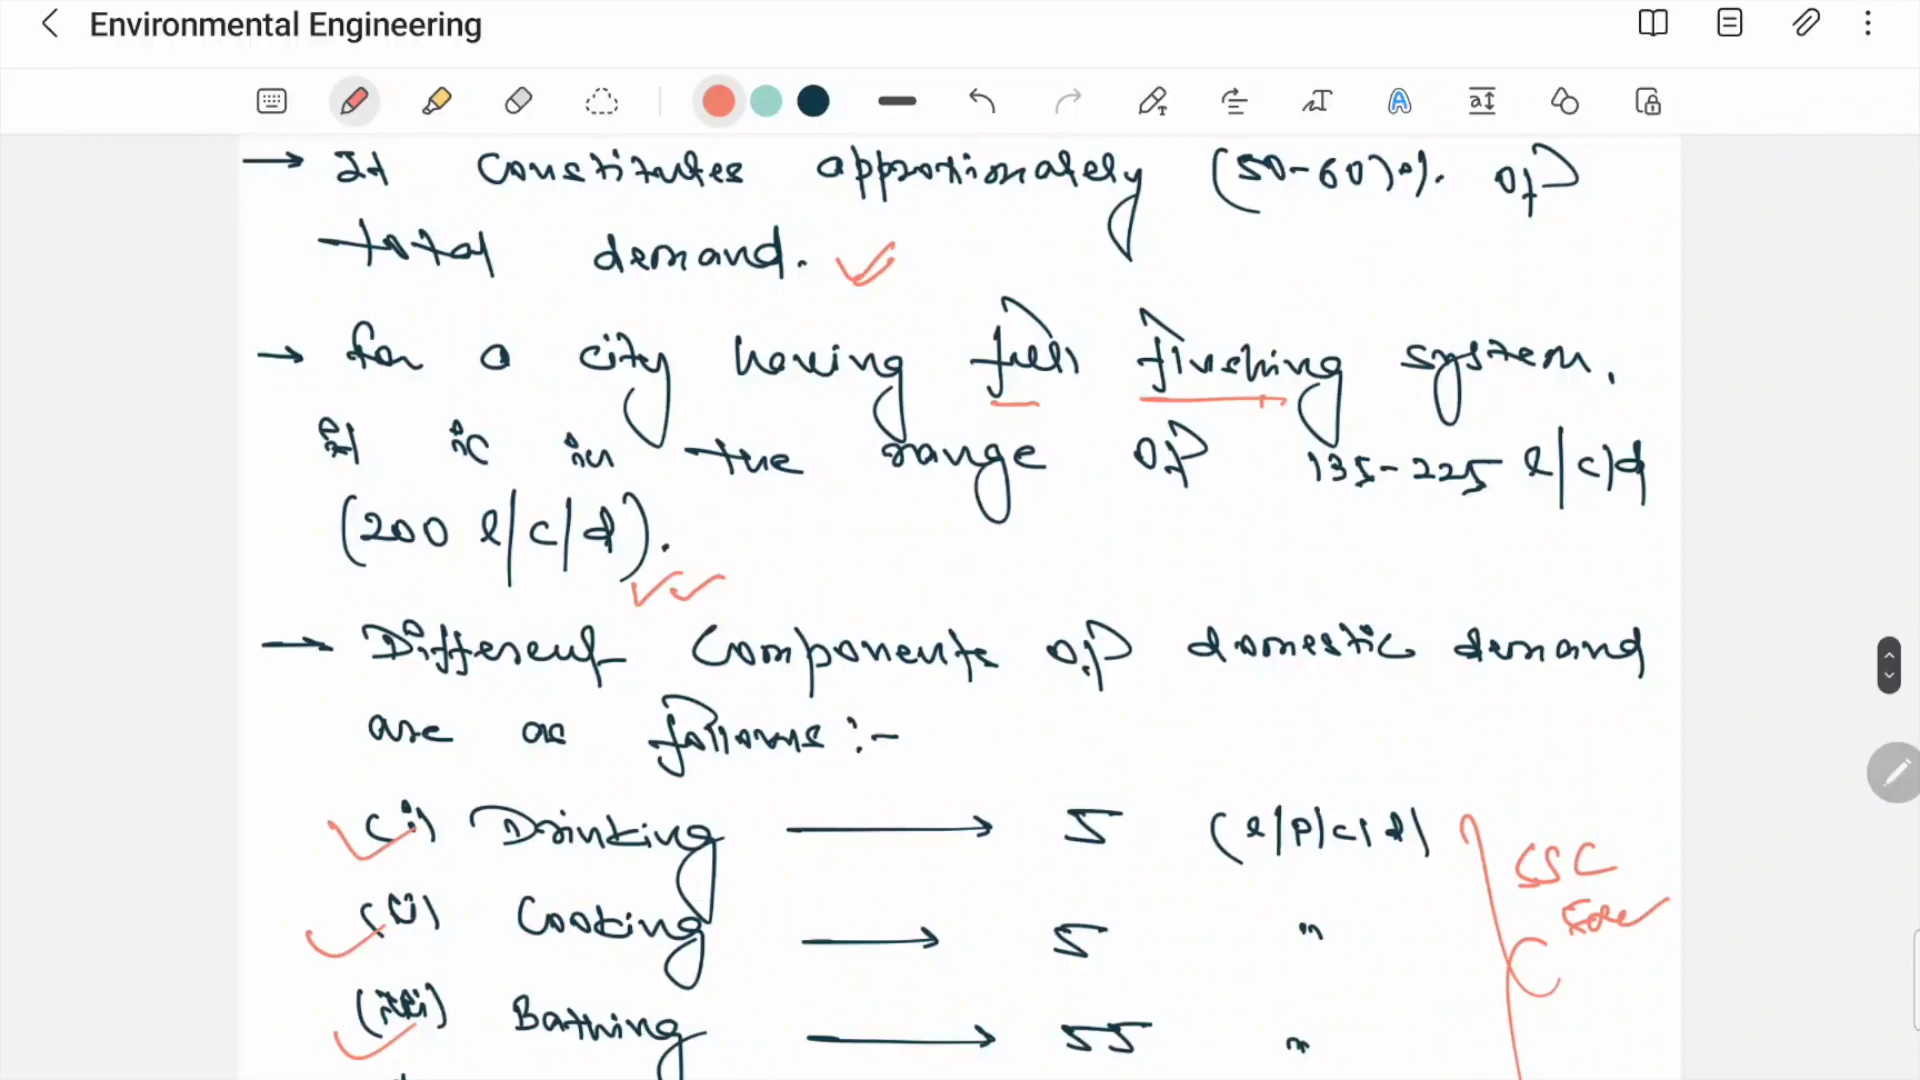 Environmental Engineering
→ It constitutes approximately (50-60)%. of
total demand.
→ for a city having full flushing system.
it is in the range of 135-225 l/c/d
(200 l/c/d).
→ Different components of domestic demand
are as follows :-
(i) Drinking → 5 (l/p/c/d)
SSC
(ii) Cooking → 5 "
(iii) Bathing → 55 "